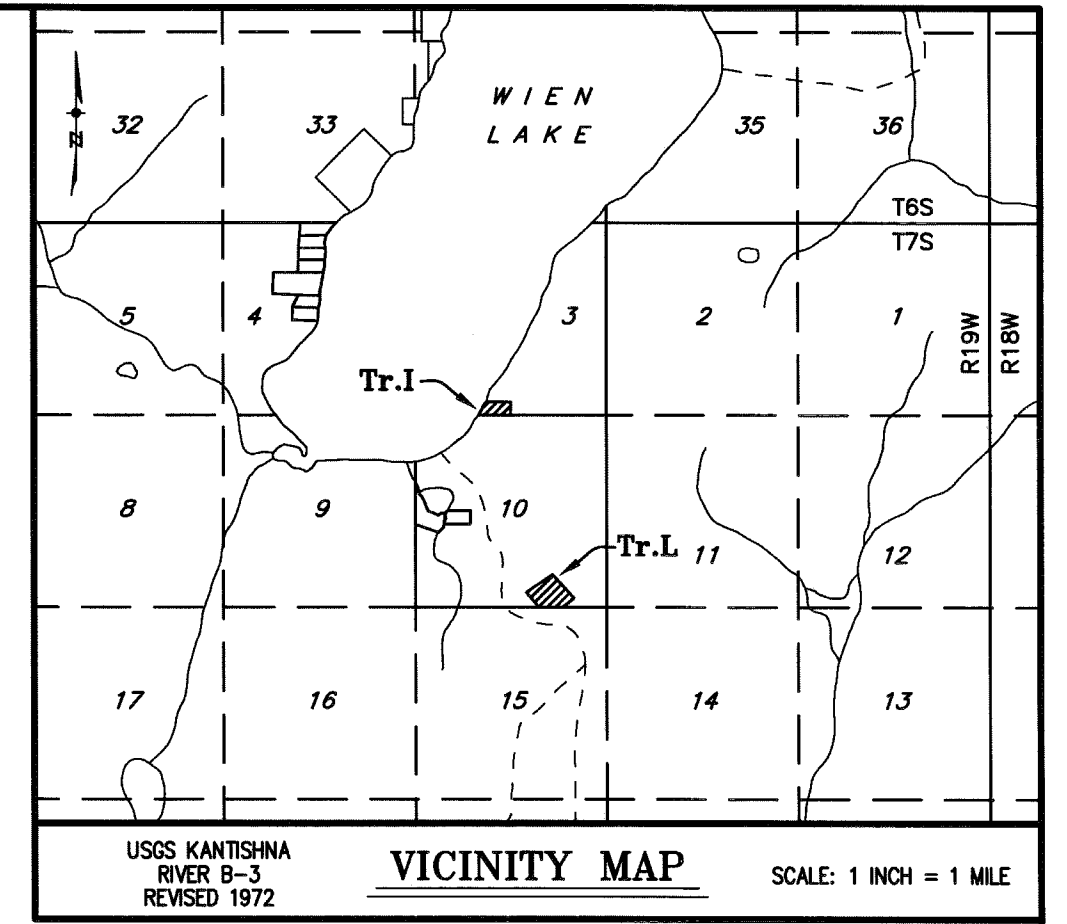 WIEN
LAKE
32
33
35
36
N
T6S
T7S
5
4
3
2
1
R19W
R18W
Tr.I
8
9
10
Tr.L
11
12
17
16
15
14
13
USGS KANTISHNA
RIVER B-3
REVISED 1972
VICINITY MAP
SCALE: 1 INCH = 1 MILE